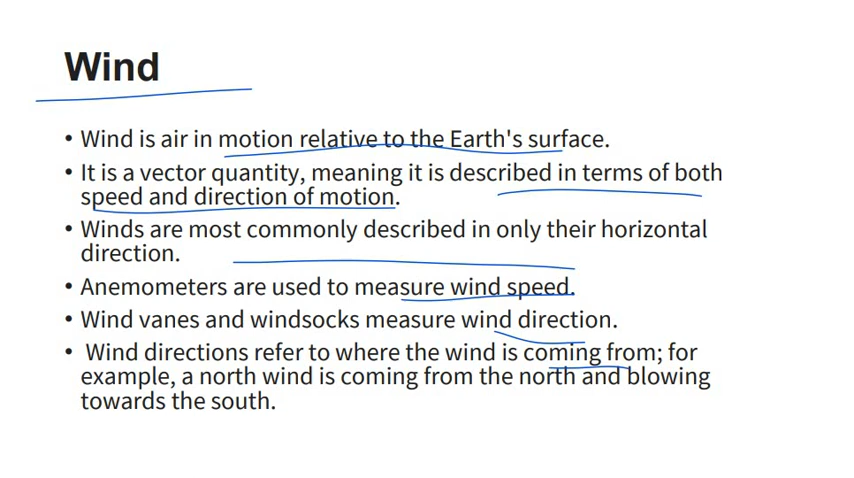 Wind
• Wind is air in motion relative to the Earth's surface.
• It is a vector quantity, meaning it is described in terms of both
speed and direction of motion.
• Winds are most commonly described in only their horizontal
direction.
• Anemometers are used to measure wind speed.
• Wind vanes and windsocks measure wind direction.
• Wind directions refer to where the wind is coming from; for
example, a north wind is coming from the north and blowing
towards the south.